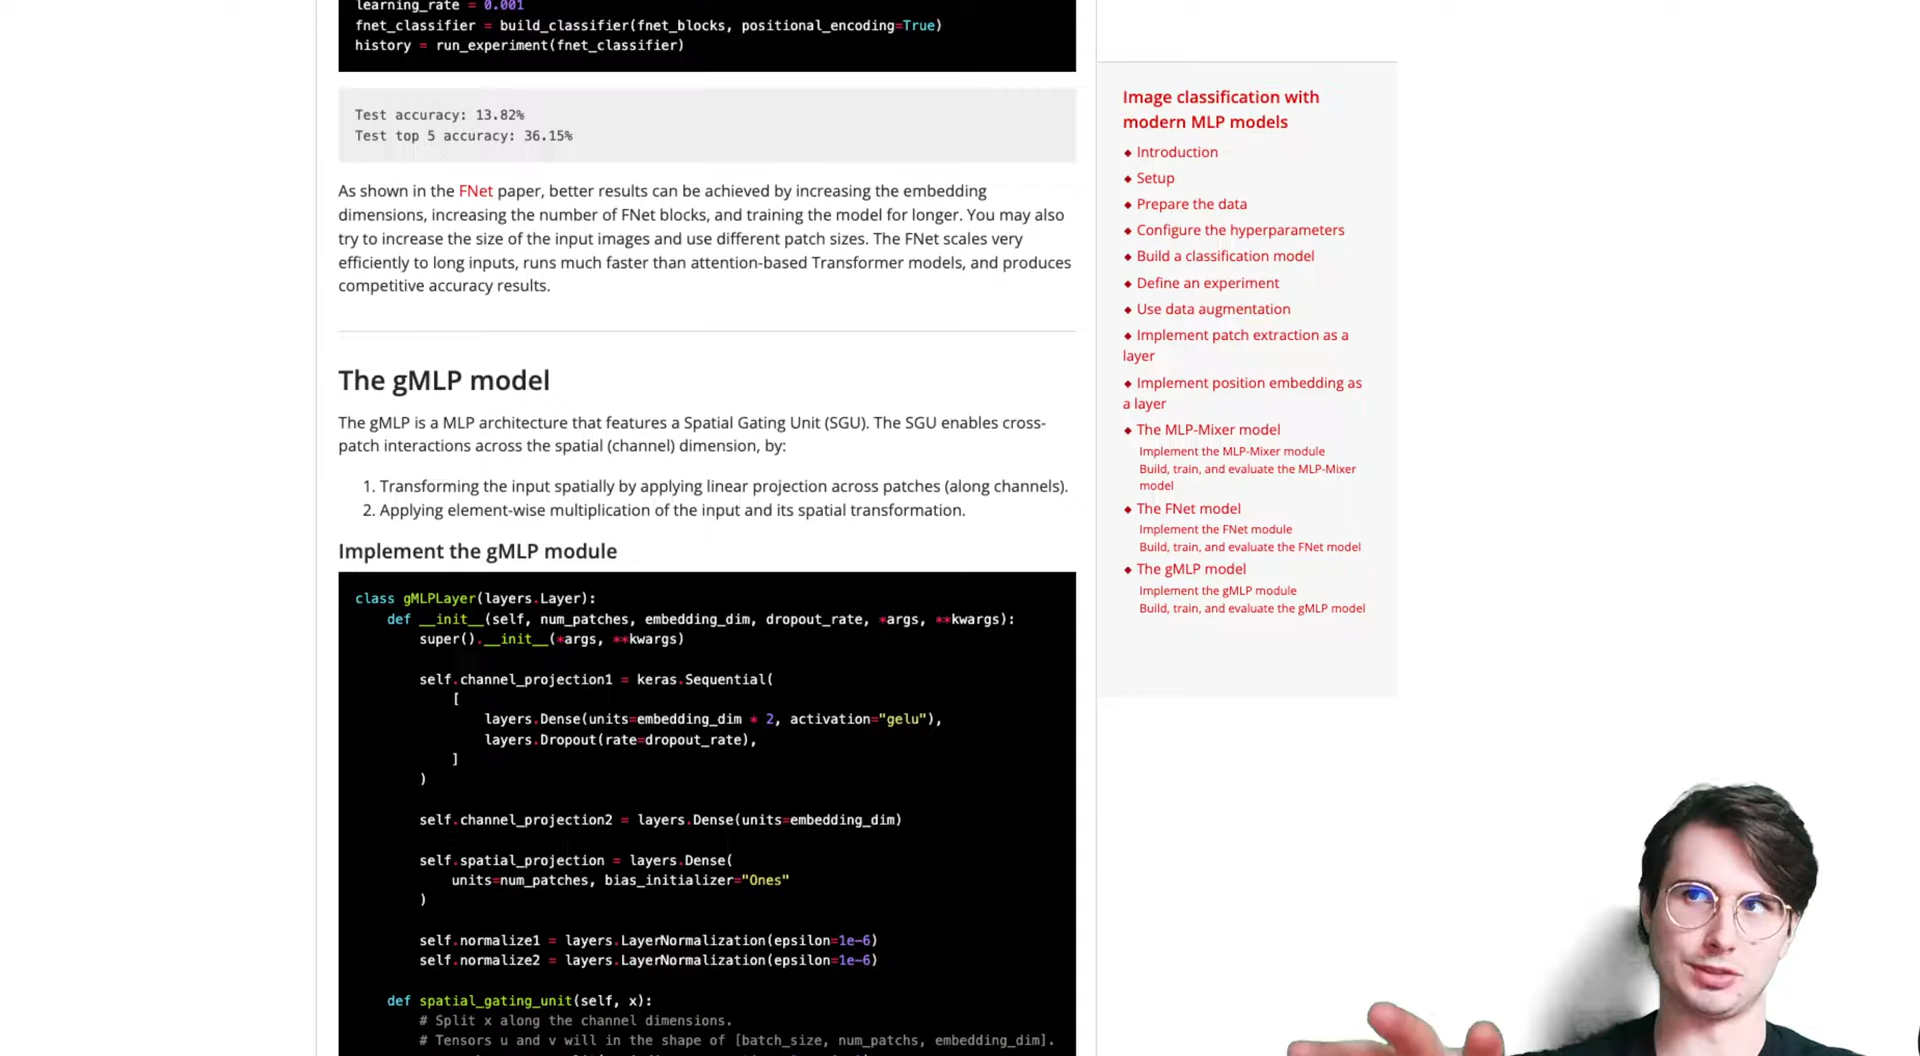 learning_rate = 0.001
fnet_classifier = build_classifier(fnet_blocks, positional_encoding=True)
history = run_experiment(fnet_classifier)
Test accuracy: 13.82%
Test top 5 accuracy: 36.15%
As shown in the FNet paper, better results can be achieved by increasing the embedding
dimensions, increasing the number of FNet blocks, and training the model for longer. You may also
try to increase the size of the input images and use different patch sizes. The FNet scales very
efficiently to long inputs, runs much faster than attention-based Transformer models, and produces
competitive accuracy results.
The gMLP model
The gMLP is a MLP architecture that features a Spatial Gating Unit (SGU). The SGU enables cross-
patch interactions across the spatial (channel) dimension, by:
1. Transforming the input spatially by applying linear projection across patches (along channels).
2. Applying element-wise multiplication of the input and its spatial transformation.
Implement the gMLP module
class gMLPLayer(layers.Layer):
def __init__(self, num_patches, embedding_dim, dropout_rate, *args, **kwargs):
super().__init__(*args, **kwargs)
self.channel_projection1 = keras.Sequential(
[
layers.Dense(units=embedding_dim * 2, activation="gelu"),
layers.Dropout(rate=dropout_rate),
]
)
self.channel_projection2 = layers.Dense(units=embedding_dim)
self.spatial_projection = layers.Dense(
units=num_patches, bias_initializer="Ones"
)
self.normalize1 = layers.LayerNormalization(epsilon=1e-6)
self.normalize2 = layers.LayerNormalization(epsilon=1e-6)
def spatial_gating_unit(self, x):
# Split x along the channel dimensions.
# Tensors u and v will in the shape of [batch_size, num_patchs, embedding_dim].
Image classification with
modern MLP models
◆ Introduction
◆ Setup
◆ Prepare the data
◆ Configure the hyperparameters
◆ Build a classification model
◆ Define an experiment
◆ Use data augmentation
◆ Implement patch extraction as a
layer
◆ Implement position embedding as
a layer
◆ The MLP-Mixer model
Implement the MLP-Mixer module
Build, train, and evaluate the MLP-Mixer
model
◆ The FNet model
Implement the FNet module
Build, train, and evaluate the FNet model
◆ The gMLP model
Implement the gMLP module
Build, train, and evaluate the gMLP model